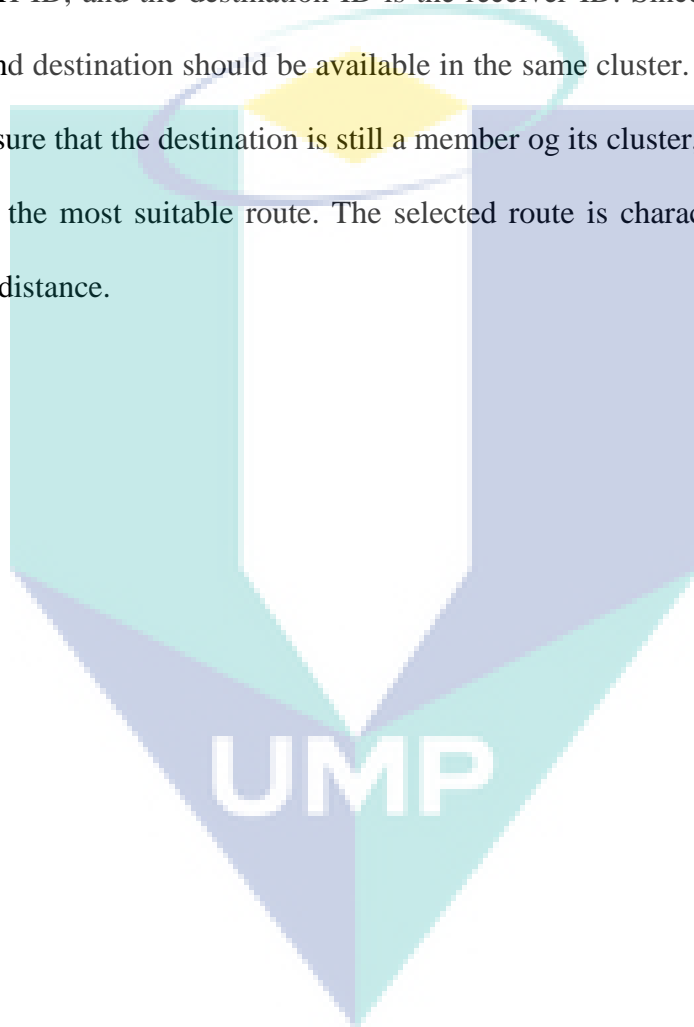 ID, and the destination ID is the receiver ID. Since
nd destination should be available in the same cluster.
sure that the destination is still a member og its cluster.
the most suitable route. The selected route is charac
distance.
UMP